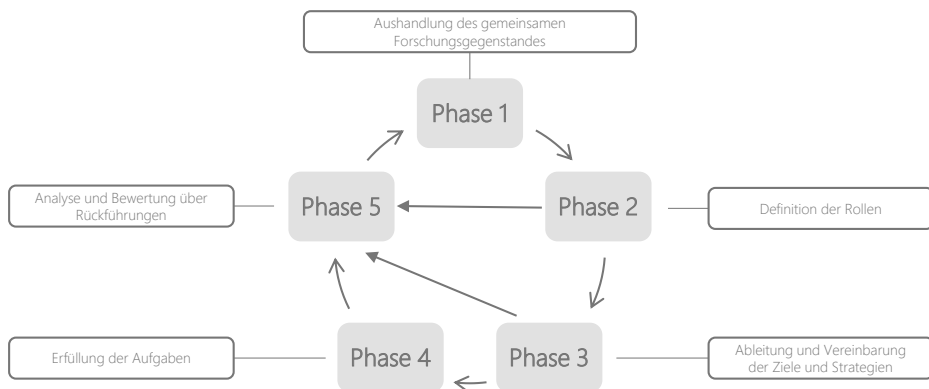 Aushandlung des gemeinsamen
Forschungsgegenstandes
Phase 1
Analyse und Bewertung über
Rückführungen
Phase 5
Phase 2
Definition der Rollen
Erfüllung der Aufgaben
Phase 4
Phase 3
Ableitung und Vereinbarung
der Ziele und Strategien